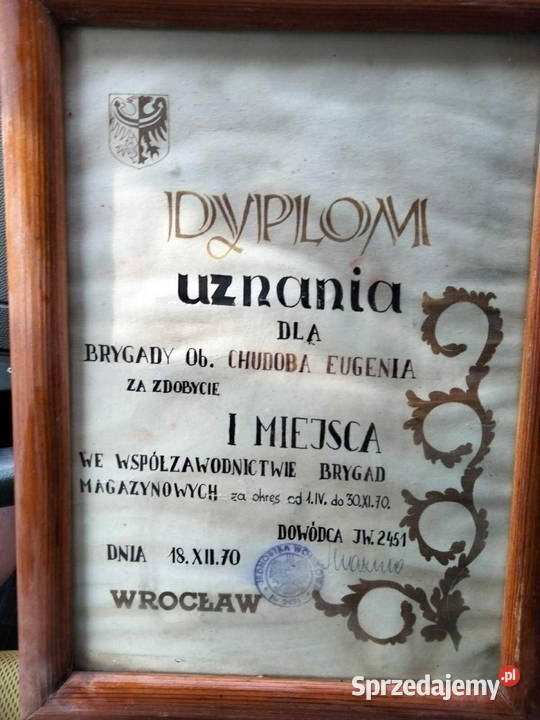 DYPLOM
uznania
DLĄ
BRYGADY Ob. CHUDOBA EUGENIA
ZA ZDOBYCIE
I MIEJSCA
WE WSPÓŁZAWODNICTWIE BRYGAD
MAGAZYNOWYCH za okres od 1.IV. do 30.XI.70.
DOWÓDCA JW. 2451
DNIA 18.XII.70
WROCŁAW
Sprzedajemy.pl